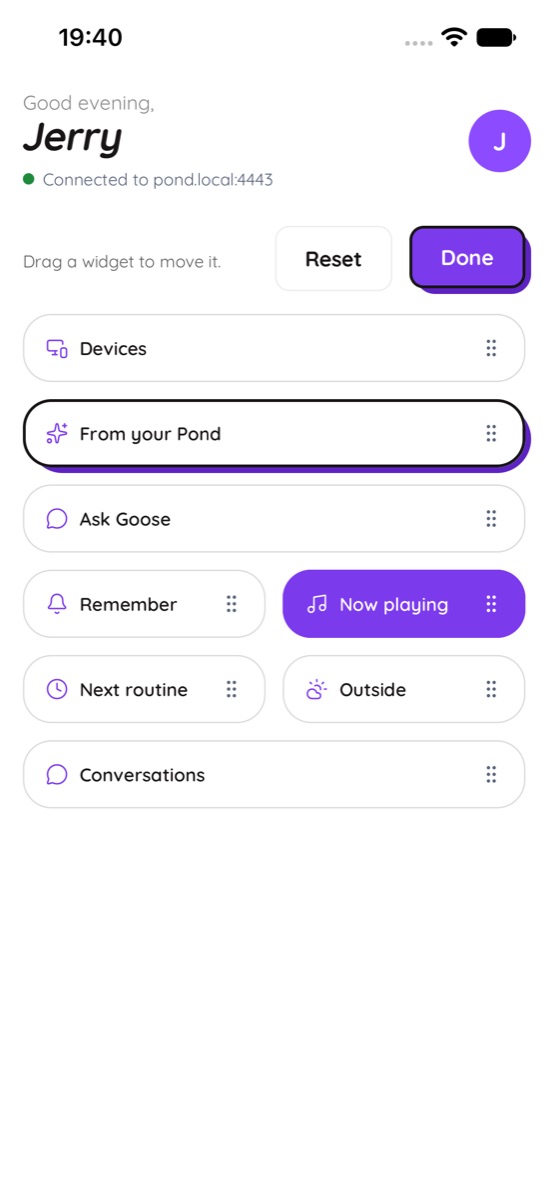 19:40
Good evening,
Jerry
J
Connected to pond.local:4443
Drag a widget to move it.
Reset
Done
Devices
From your Pond
Ask Goose
Remember
Now playing
Next routine
Outside
Conversations